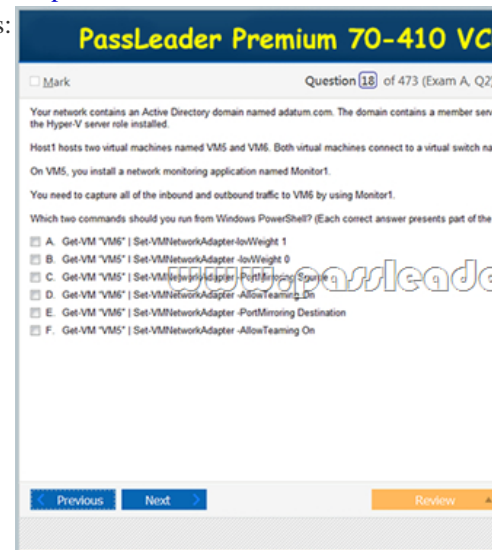 s:
PassLeader Premium 70-410 VC
Mark
Question 18 of 473 (Exam A, Q2
Your network contains an Active Directory domain named adatum.com. The domain contains a member serv
the Hyper-V server role installed.
Host1 hosts two virtual machines named VM5 and VM6. Both virtual machines connect to a virtual switch na
On VM5, you install a network monitoring application named Monitor1.
You need to capture all of the inbound and outbound traffic to VM6 by using Monitor1.
Which two commands should you run from Windows PowerShell? (Each correct answer presents part of the
A. Get-VM "VM6" | Set-VMNetworkAdapter-IovWeight 1
B. Get-VM "VM5" I Set-VMNetworkAdapter -IovWeight 0
C. Get-VM "VM5" | Set-VMNetworkAdapter -PortMirroring Source
www.passleade
D. Get-VM "VM6" | Set-VMNetworkAdapter -AllowTeaming On
E. Get-VM "VM6" | Set-VMNetworkAdapter -PortMirroring Destination
F. Get-VM "VM5" | Set-VMNetworkAdapter -AllowTeaming On
Previous Next Review